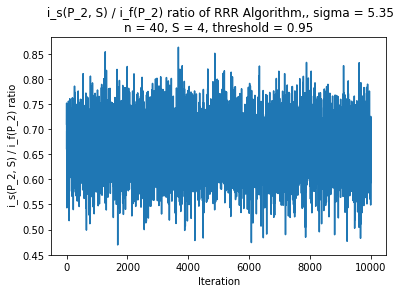 i_s(P_2, S) / i_f(P_2) ratio of RRR Algorithm,, sigma = 5.35
n = 40, S = 4, threshold = 0.95
i_s(P_2, S) / i_f(P_2) ratio
0.85
0.80
0.75
0.70
0.65
0.60
0.55
0.50
0.45
0 2000 4000 6000 8000 10000
Iteration